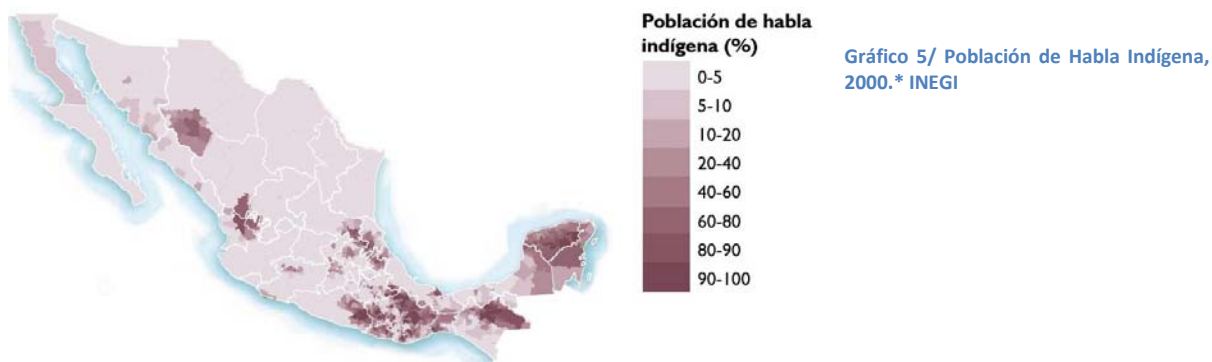 Población de habla
indígena (%)
0-5
5-10
10-20
20-40
40-60
60-80
80-90
90-100
Gráfico 5/ Población de Habla Indígena,
2000.* INEGI